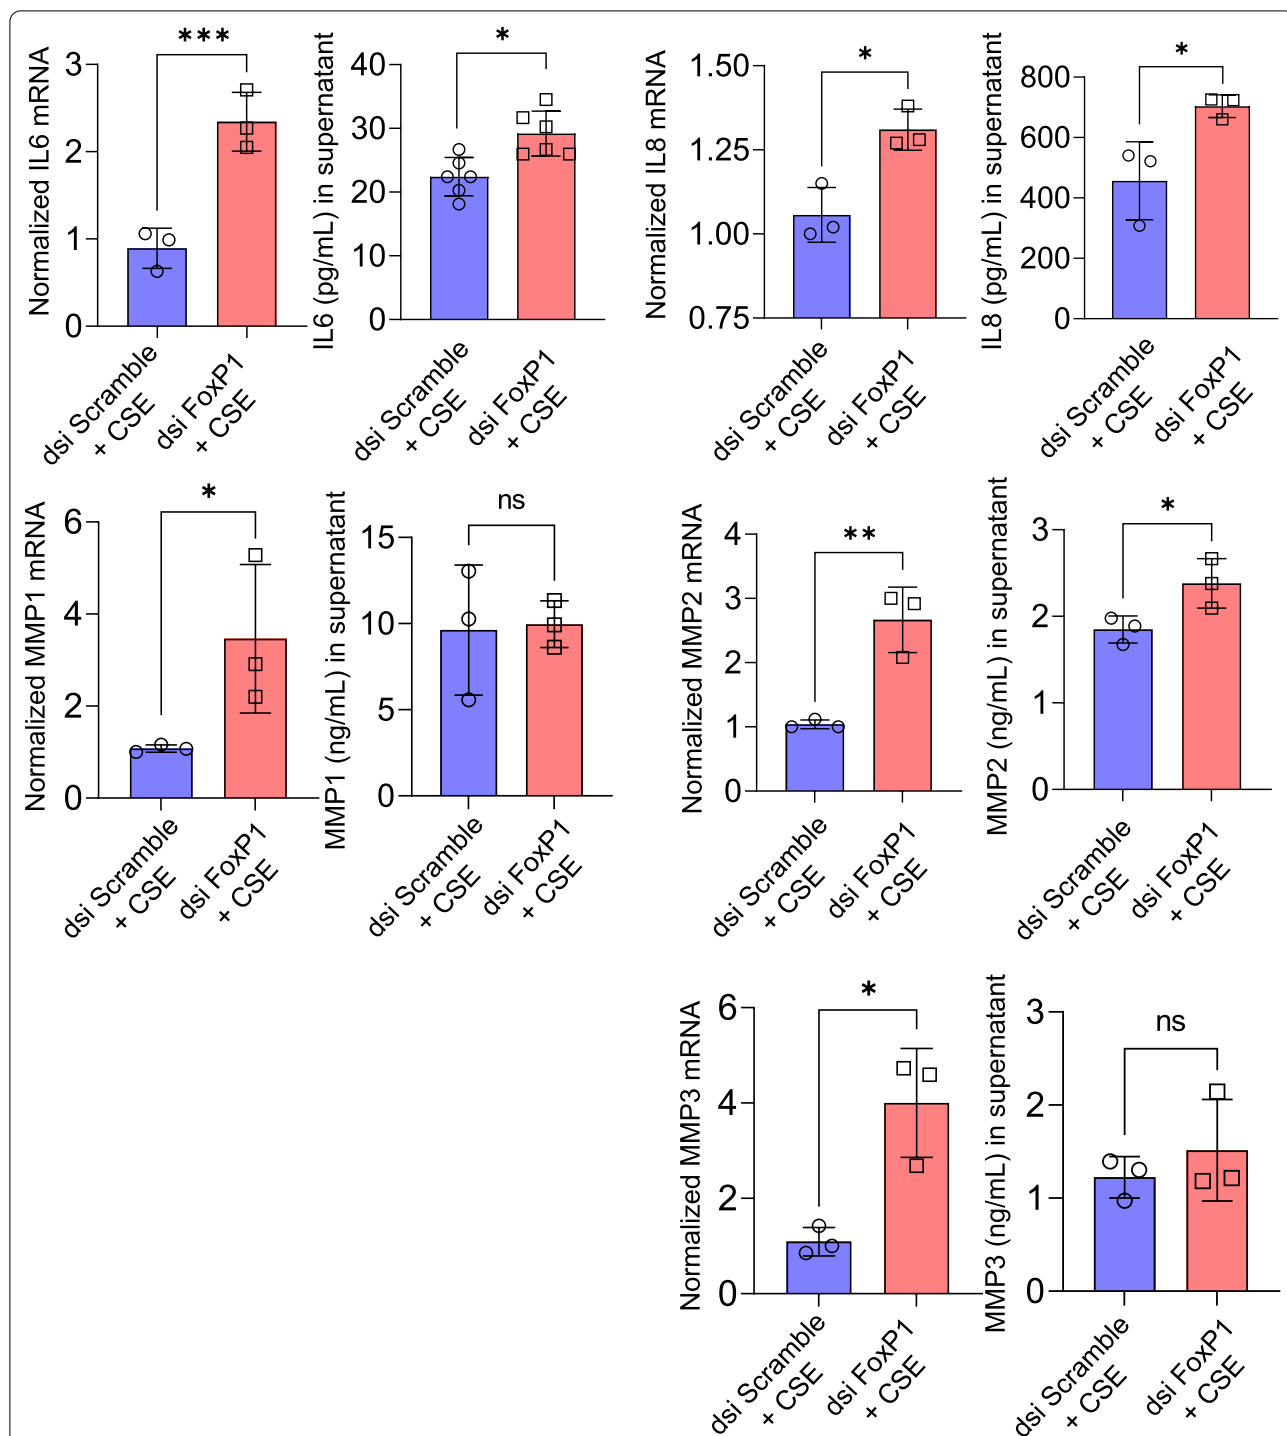 ***
Normalized IL6 mRNA
3
2
1
0
dsi Scramble
+ CSE
dsi FoxP1
+ CSE
*
IL6 (pg/mL) in supernatant
40
30
20
10
0
dsi Scramble
+ CSE
dsi FoxP1
+ CSE
*
Normalized IL8 mRNA
1.50
1.25
1.00
0.75
dsi Scramble
+ CSE
dsi FoxP1
+ CSE
*
IL8 (pg/mL) in supernatant
800
600
400
200
0
dsi Scramble
+ CSE
dsi FoxP1
+ CSE
*
Normalized MMP1 mRNA
6
4
2
0
dsi Scramble
+ CSE
dsi FoxP1
+ CSE
ns
MMP1 (ng/mL) in supernatant
15
10
5
0
dsi Scramble
+ CSE
dsi FoxP1
+ CSE
**
Normalized MMP2 mRNA
4
3
2
1
0
dsi Scramble
+ CSE
dsi FoxP1
+ CSE
*
MMP2 (ng/mL) in supernatant
3
2
1
0
dsi Scramble
+ CSE
dsi FoxP1
+ CSE
*
Normalized MMP3 mRNA
6
4
2
0
dsi Scramble
+ CSE
dsi FoxP1
+ CSE
ns
MMP3 (ng/mL) in supernatant
3
2
1
0
dsi Scramble
+ CSE
dsi FoxP1
+ CSE